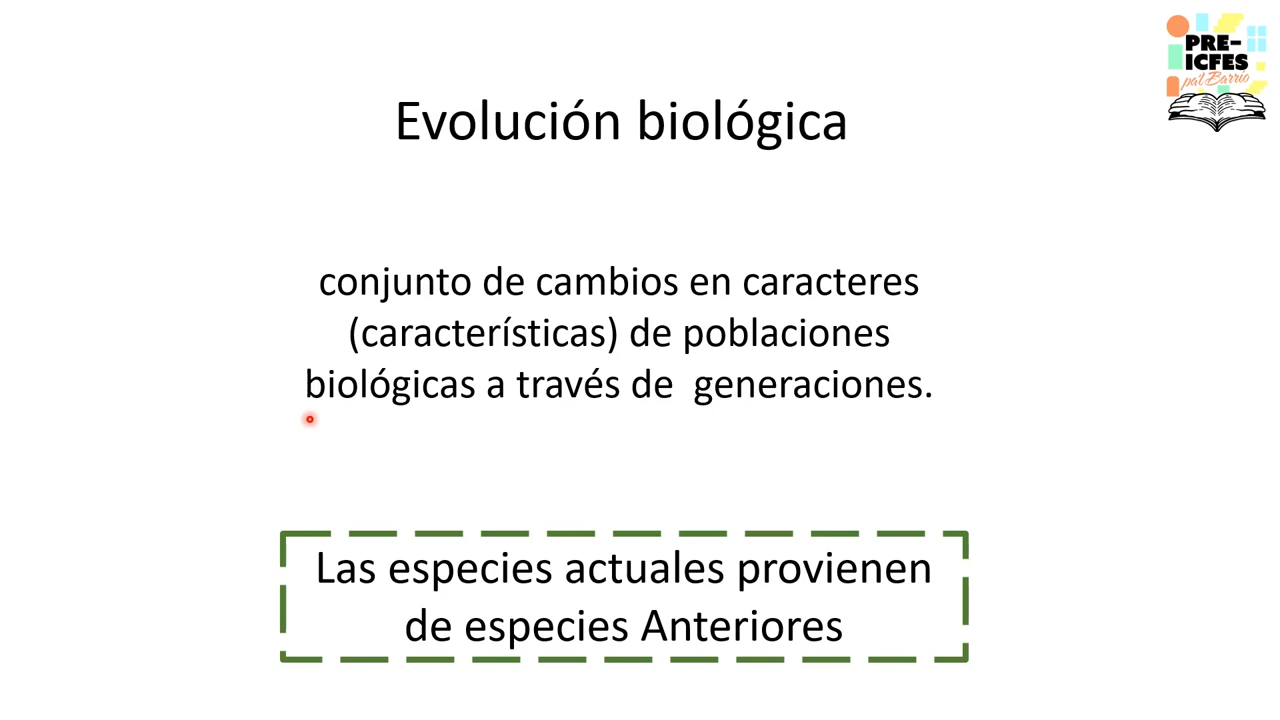 PRE-
ICFES
pa'l Barrio
Evolución biológica
conjunto de cambios en caracteres
(características) de poblaciones
biológicas a través de generaciones.
Las especies actuales provienen
de especies Anteriores